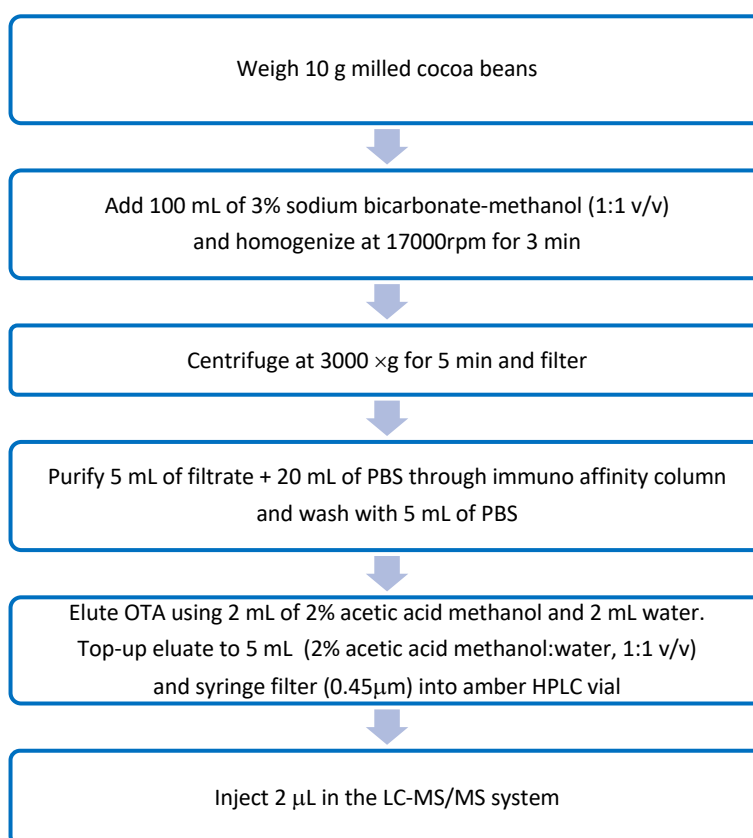 Weigh 10 g milled cocoa beans
Add 100 mL of 3% sodium bicarbonate-methanol (1:1 v/v)
and homogenize at 17000rpm for 3 min
Centrifuge at 3000 ×g for 5 min and filter
Purify 5 mL of filtrate + 20 mL of PBS through immuno affinity column
and wash with 5 mL of PBS
Elute OTA using 2 mL of 2% acetic acid methanol and 2 mL water.
Top-up eluate to 5 mL (2% acetic acid methanol:water, 1:1 v/v)
and syringe filter (0.45μm) into amber HPLC vial
Inject 2 μL in the LC-MS/MS system